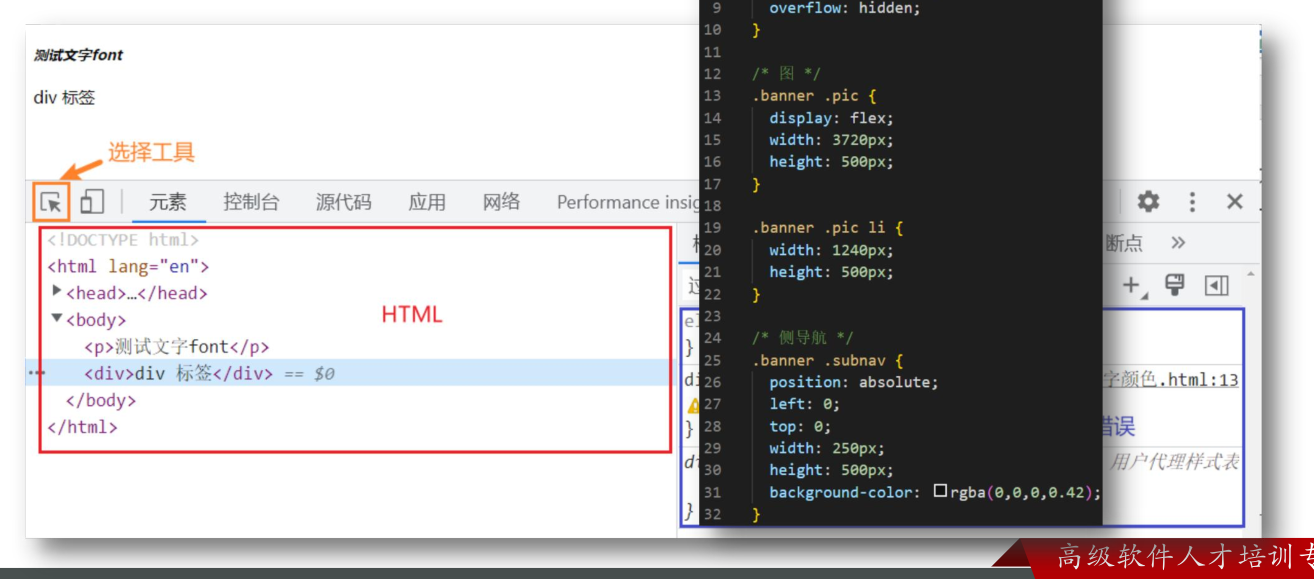 测试文字font
div 标签
选择工具
元素 控制台 源代码 应用 网络 Performance insig
<!DOCTYPE html>
<html lang="en">
<head>…</head>
<body>
<p>测试文字font</p>
<div>div 标签</div> == $0
</body>
</html>
HTML
9 overflow: hidden;
10 }
11
12 /* 图 */
13 .banner .pic {
14 display: flex;
15 width: 3720px;
16 height: 500px;
17 }
18
19 .banner .pic li {
20 width: 1240px;
21 height: 500px;
22 }
23
24 /* 侧导航 */
25 .banner .subnav {
26 position: absolute;
27 left: 0;
28 top: 0;
29 width: 250px;
30 height: 500px;
31 background-color: rgba(0,0,0,0.42);
32 }
断点
}
}
字颜色.html:13
错误
用户代理样式表
}
高级软件人才培训